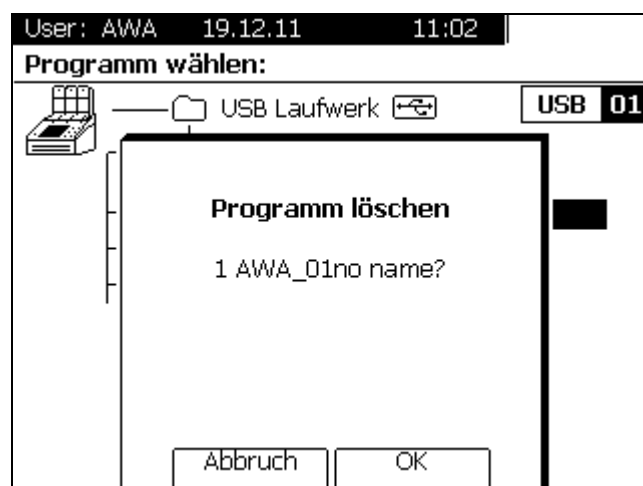 User: AWA 19.12.11 11:02
Programm wählen:
USB Laufwerk
USB 01
Programm löschen
1 AWA_01no name?
Abbruch OK